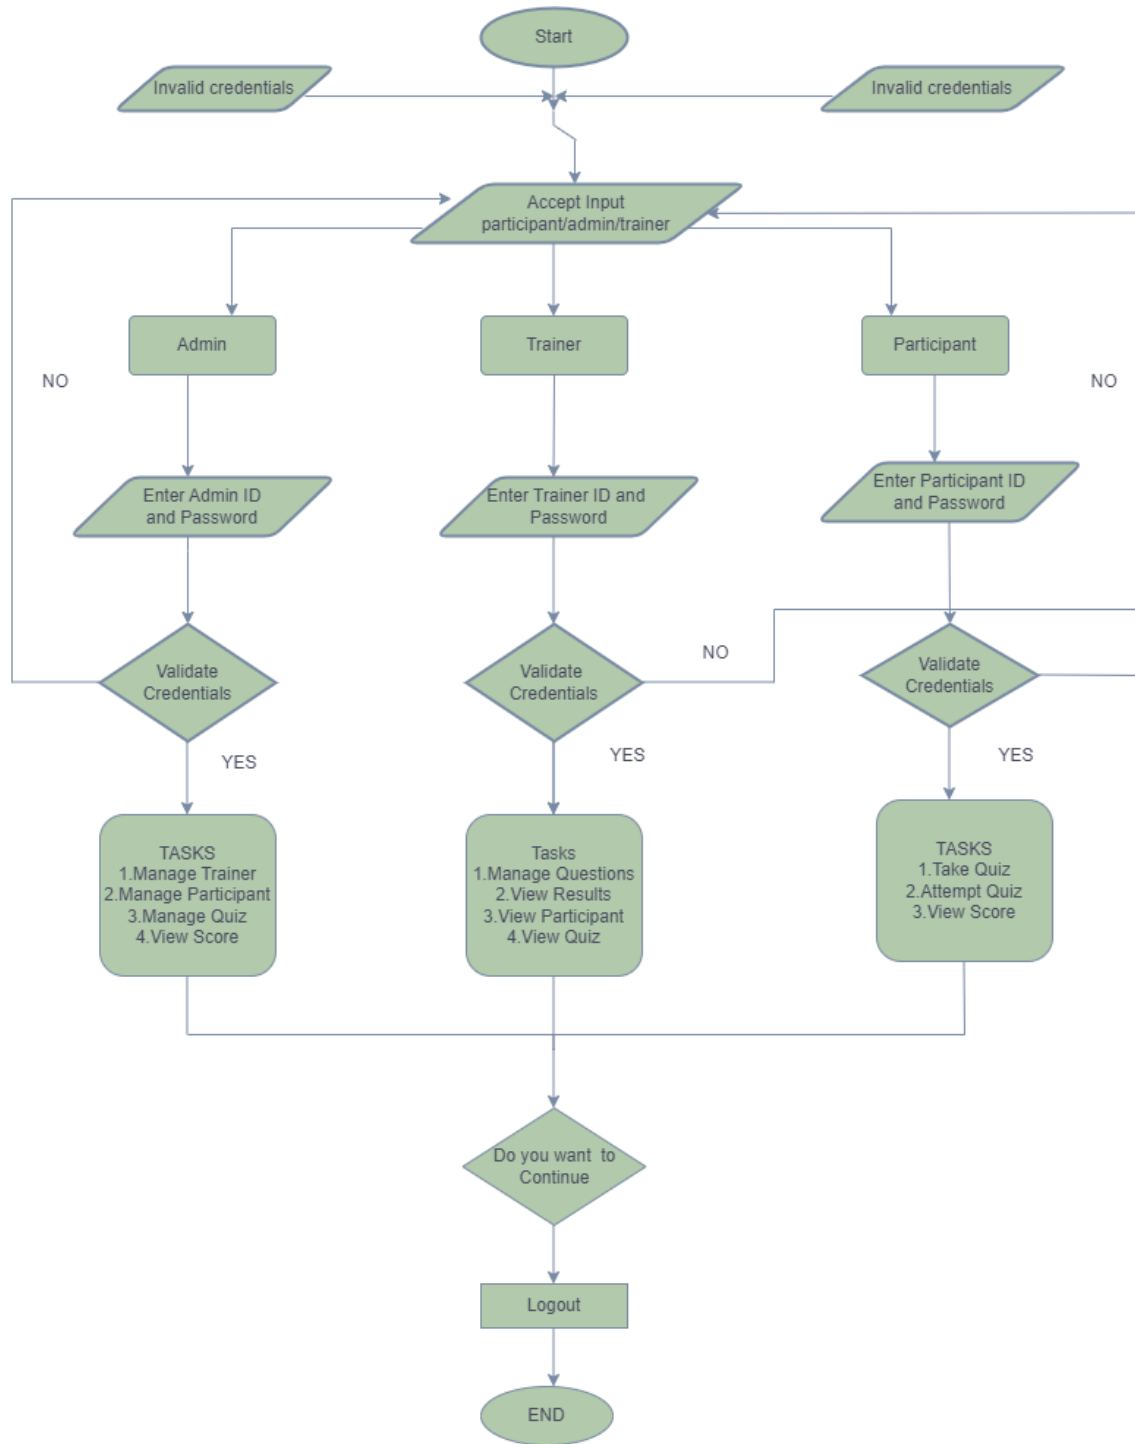 Start
Invalid credentials
Invalid credentials
Accept Input
participant/admin/trainer
Admin
Trainer
Participant
NO
NO
Enter Admin ID
and Password
Enter Trainer ID and
Password
Enter Participant ID
and Password
Validate
Credentials
Validate
Credentials
NO
Validate
Credentials
YES
YES
YES
TASKS
1.Manage Trainer
2.Manage Participant
3.Manage Quiz
4.View Score
Tasks
1.Manage Questions
2.View Results
3.View Participant
4.View Quiz
TASKS
1.Take Quiz
2.Attempt Quiz
3.View Score
Do you want to
Continue
Logout
END